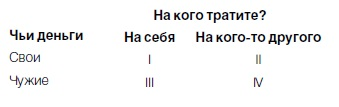 На кого тратите?
Чьи деньги На себя На кого-то другого
Свои I II
Чужие III IV